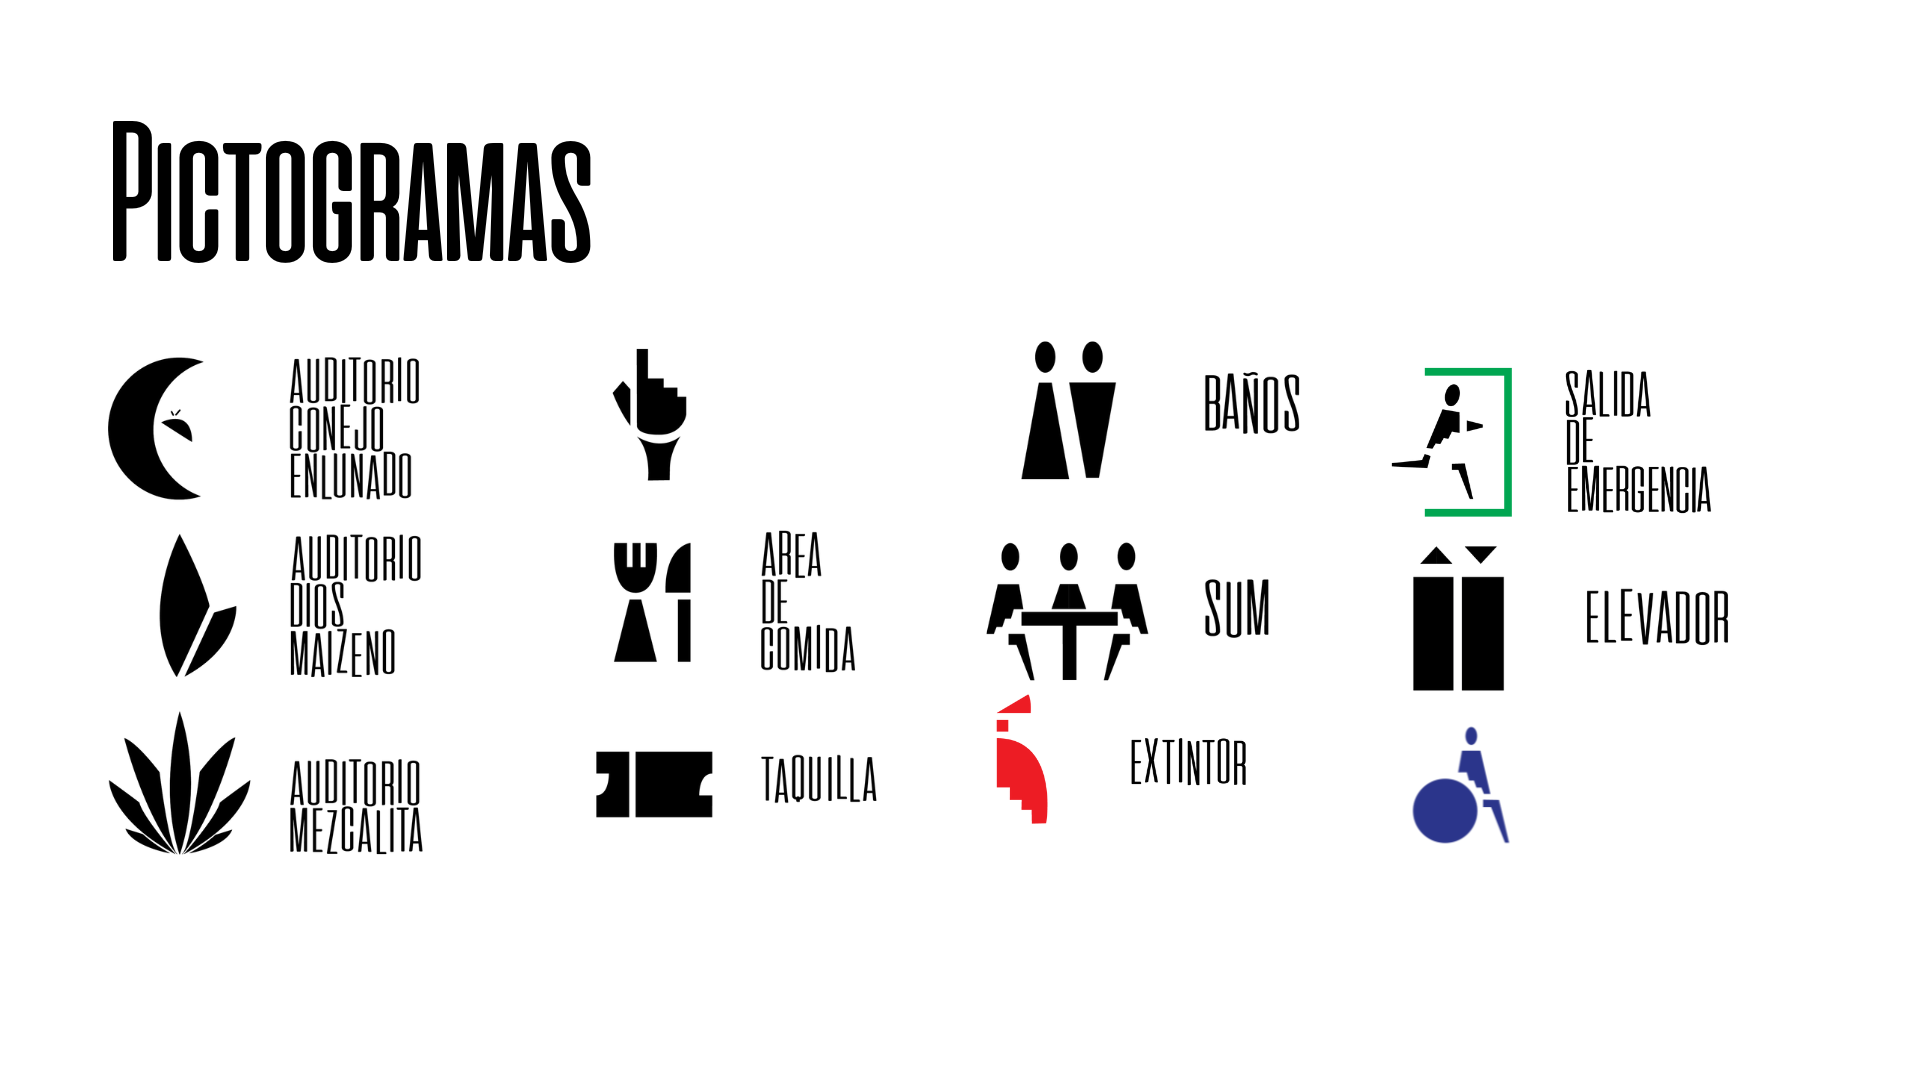 PICTOGRAMAS
AUDITORIO
CONEJO
ENLUNADO
AUDITORIO
DIOS
MAIZENO
AUDITORIO
MEZCALITA
AREA
DE
COMIDA
TAQUILLA
BAÑOS
SUM
EXTINTOR
SALIDA
DE
EMERGENCIA
ELEVADOR